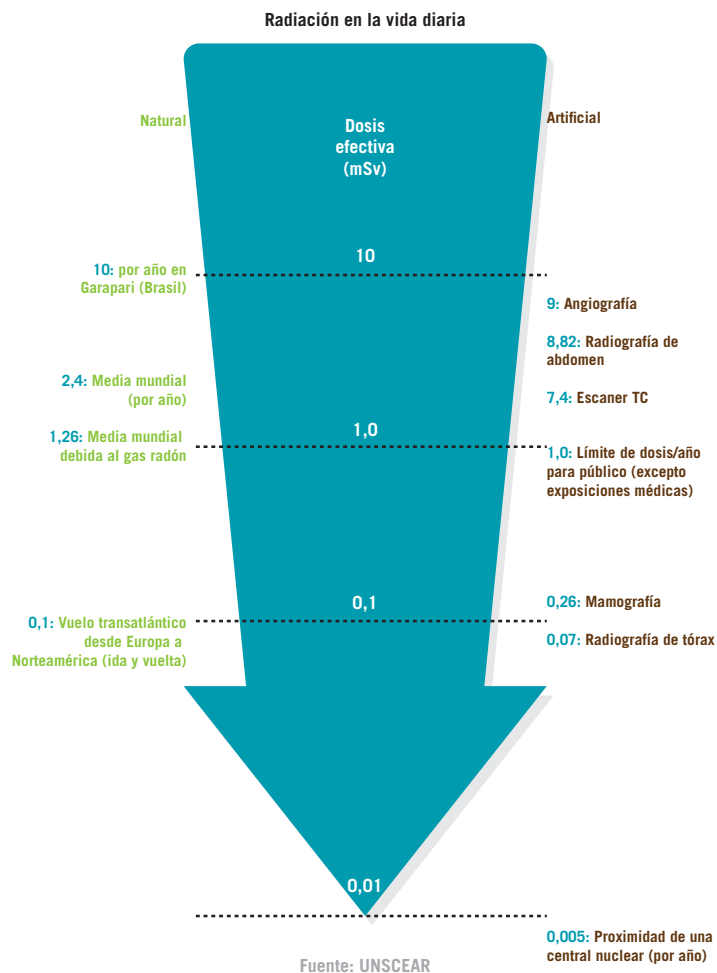 Radiación en la vida diaria
Natural
Dosis
efectiva
(mSv)
Artificial
10
10: por año en
Garapari (Brasil)
9: Angiografía
8,82: Radiografía de
abdomen
2,4: Media mundial
(por año)
7,4: Escaner TC
1,26: Media mundial
debida al gas radón
1,0
1,0: Límite de dosis/año
para público (excepto
exposiciones médicas)
0,1
0,26: Mamografía
0,1: Vuelo transatlántico
desde Europa a
Norteamérica (ida y vuelta)
0,07: Radiografía de tórax
0,01
0,005: Proximidad de una
central nuclear (por año)
Fuente: UNSCEAR